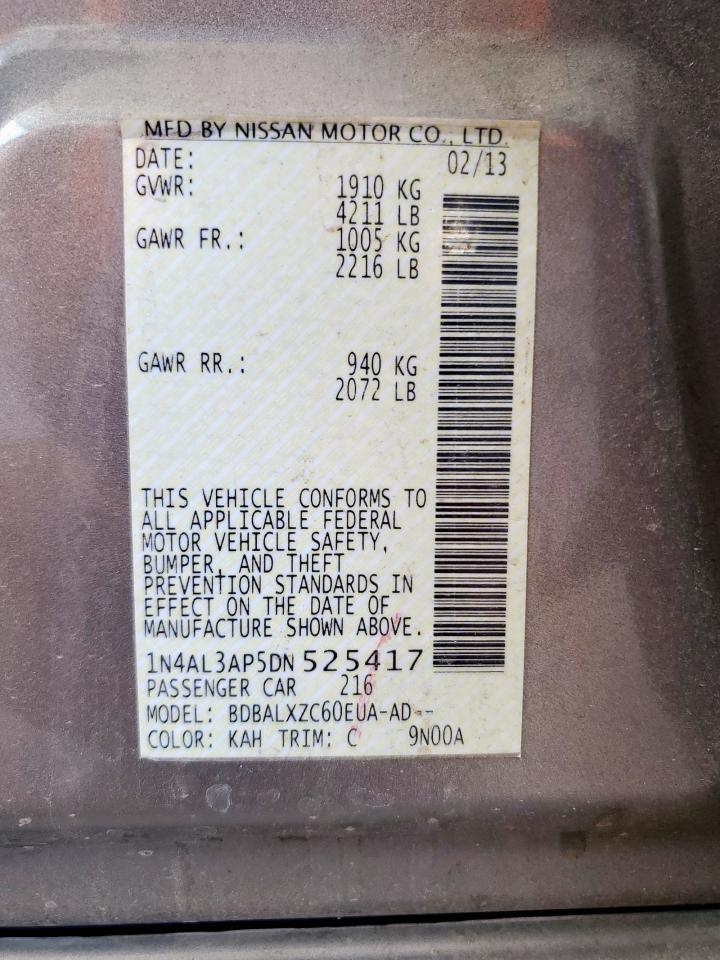 MFD BY NISSAN MOTOR CO., LTD.
DATE: 02/13
GVWR: 1910 KG
4211 LB
GAWR FR.: 1005 KG
2216 LB
GAWR RR.: 940 KG
2072 LB
THIS VEHICLE CONFORMS TO
ALL APPLICABLE FEDERAL
MOTOR VEHICLE SAFETY,
BUMPER, AND THEFT
PREVENTION STANDARDS IN
EFFECT ON THE DATE OF
MANUFACTURE SHOWN ABOVE.
1N4AL3AP5DN 525417
PASSENGER CAR 216
MODEL: BDBALXZC60EUA-AD--
COLOR: KAH TRIM: C 9N00A